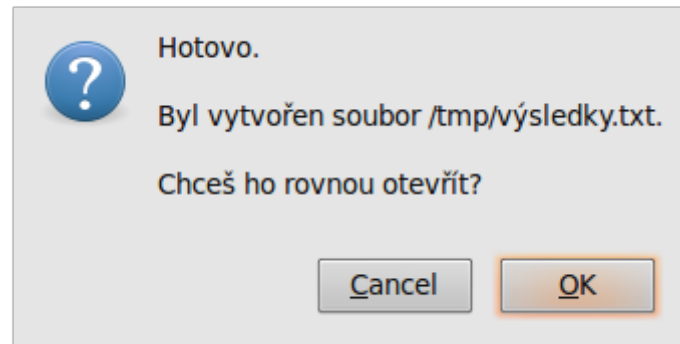 Hotovo.
Byl vytvořen soubor /tmp/výsledky.txt.
Chceš ho rovnou otevřít?
Cancel OK